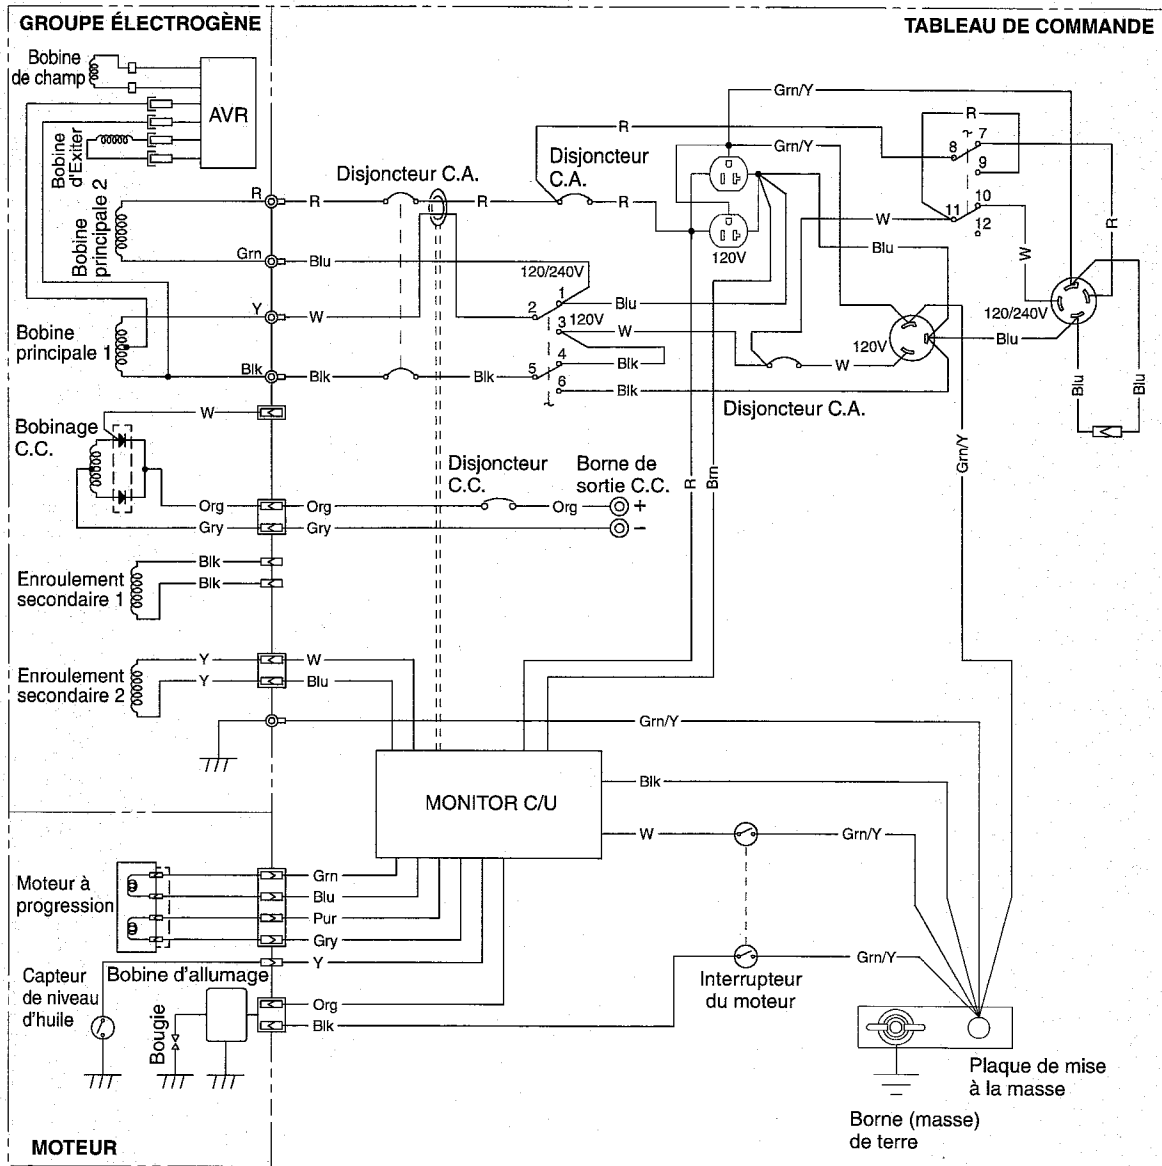 GROUPE ÉLECTROGÈNE
TABLEAU DE COMMANDE
Bobine
de champ
AVR
Bobine
d'Exiter
Grn/Y
R
R
7
8
9
Grn/Y
Disjoncteur
C.A.
Disjoncteur C.A.
Bobine
principale 2
R
R
R
R
10
11
12
W
R
W
120V
Blu
Grn
Blu
120/240V
1
2
Blu
3
120V
W
120/240V
Y
W
Bobine
principale 1
120V
Blu
4
5
Blk
W
Blk
Blk
Blk
6
Blk
Blu
Blu
Disjoncteur C.A.
W
Bobinage
C.C.
Grn/Y
Disjoncteur
C.C.
Borne de
sortie C.C.
R
Brn
Org
Org
Org
+
Gry
Gry
−
Blk
Blk
Enroulement
secondaire 1
Y
W
Enroulement
secondaire 2
Y
Blu
Grn/Y
MONITOR C/U
Blk
W
Grn/Y
Moteur à
progression
Grn
Blu
Pur
Gry
Y
Grn/Y
Capteur
de niveau
d'huile
Bobine d'allumage
Interrupteur
du moteur
Bougie
Org
Blk
Plaque de mise
à la masse
Borne (masse)
de terre
MOTEUR